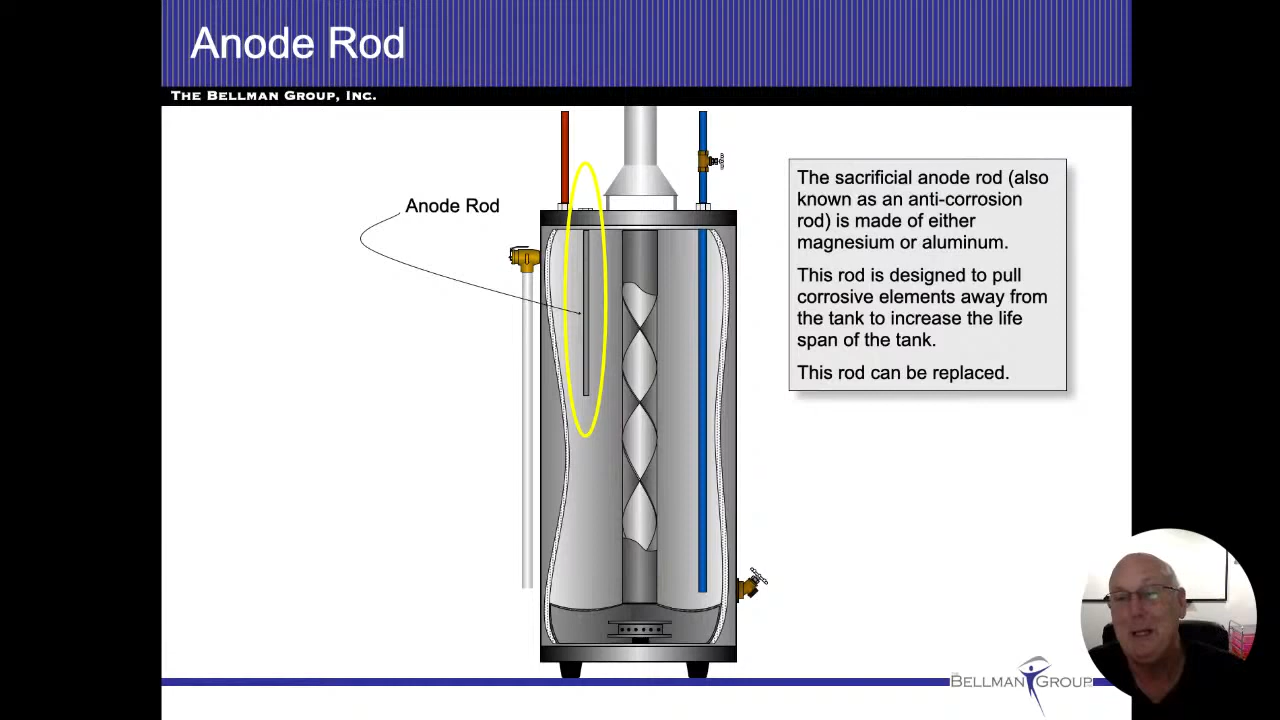 Anode Rod
THE BELLMAN GROUP, INC.
Anode Rod
The sacrificial anode rod (also
known as an anti-corrosion
rod) is made of either
magnesium or aluminum.
This rod is designed to pull
corrosive elements away from
the tank to increase the life
span of the tank.
This rod can be replaced.
THE BELLMAN GROUP